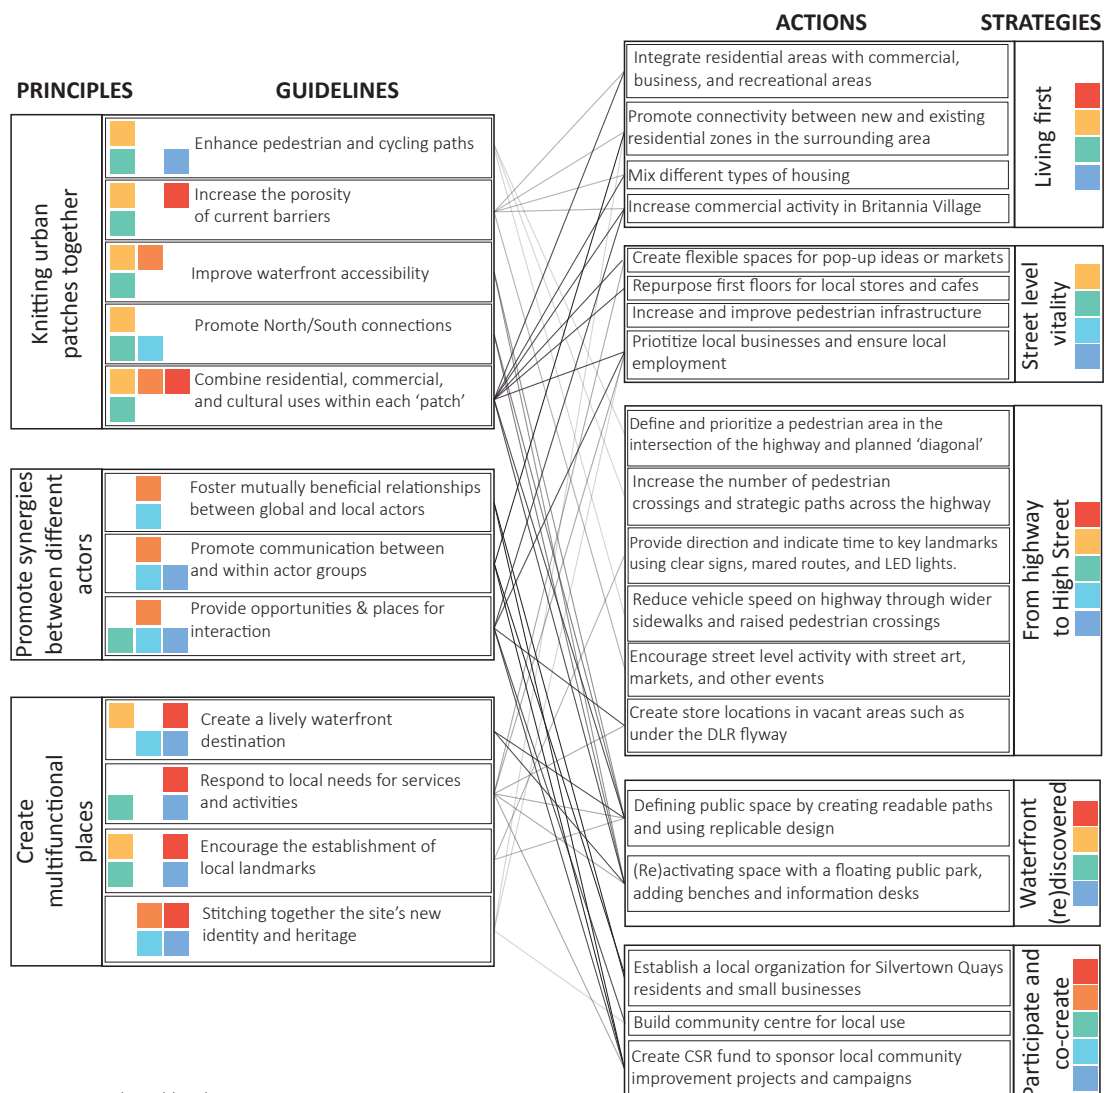 ACTIONS
STRATEGIES
PRINCIPLES
GUIDELINES
Knitting urban
patches together
Enhance pedestrian and cycling paths
Increase the porosity
of current barriers
Improve waterfront accessibility
Promote North/South connections
Combine residential, commercial,
and cultural uses within each ‘patch’
Promote synergies
between different
actors
Foster mutually beneficial relationships
between global and local actors
Promote communication between
and within actor groups
Provide opportunities & places for
interaction
Create
multifunctional
places
Create a lively waterfront
destination
Respond to local needs for services
and activities
Encourage the establishment of
local landmarks
Stitching together the site’s new
identity and heritage
Integrate residential areas with commercial,
business, and recreational areas
Promote connectivity between new and existing
residential zones in the surrounding area
Mix different types of housing
Increase commercial activity in Britannia Village
Living first
Create flexible spaces for pop-up ideas or markets
Repurpose first floors for local stores and cafes
Increase and improve pedestrian infrastructure
Priotitize local businesses and ensure local
employment
Street level
vitality
Define and prioritize a pedestrian area in the
intersection of the highway and planned ‘diagonal’
Increase the number of pedestrian
crossings and strategic paths across the highway
Provide direction and indicate time to key landmarks
using clear signs, mared routes, and LED lights.
Reduce vehicle speed on highway through wider
sidewalks and raised pedestrian crossings
Encourage street level activity with street art,
markets, and other events
Create store locations in vacant areas such as
under the DLR flyway
From highway
to High Street
Defining public space by creating readable paths
and using replicable design
(Re)activating space with a floating public park,
adding benches and information desks
Waterfront
(re)discovered
Establish a local organization for Silvertown Quays
residents and small businesses
Build community centre for local use
Create CSR fund to sponsor local community
improvement projects and campaigns
Participate and
co-create